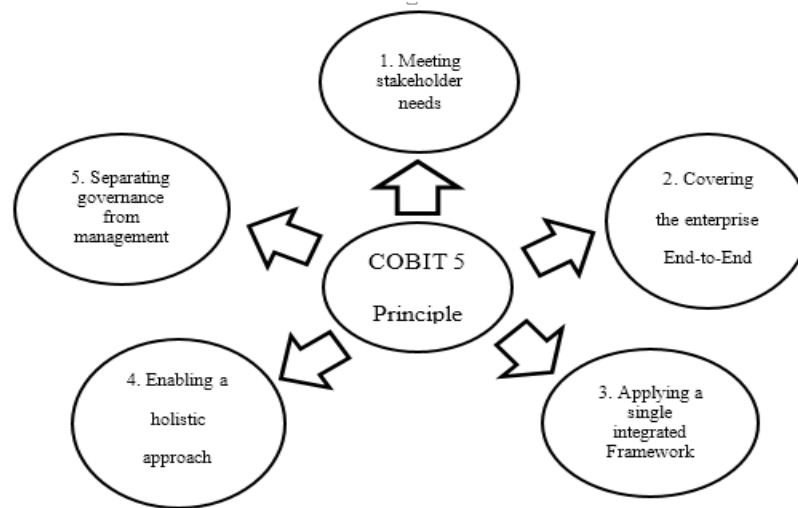 1. Meeting
stakeholder
needs
5. Separating
governance
from
management
2. Covering
the enterprise
End-to-End
COBIT 5
Principle
4. Enabling a
holistic
approach
3. Applying a
single
integrated
Framework